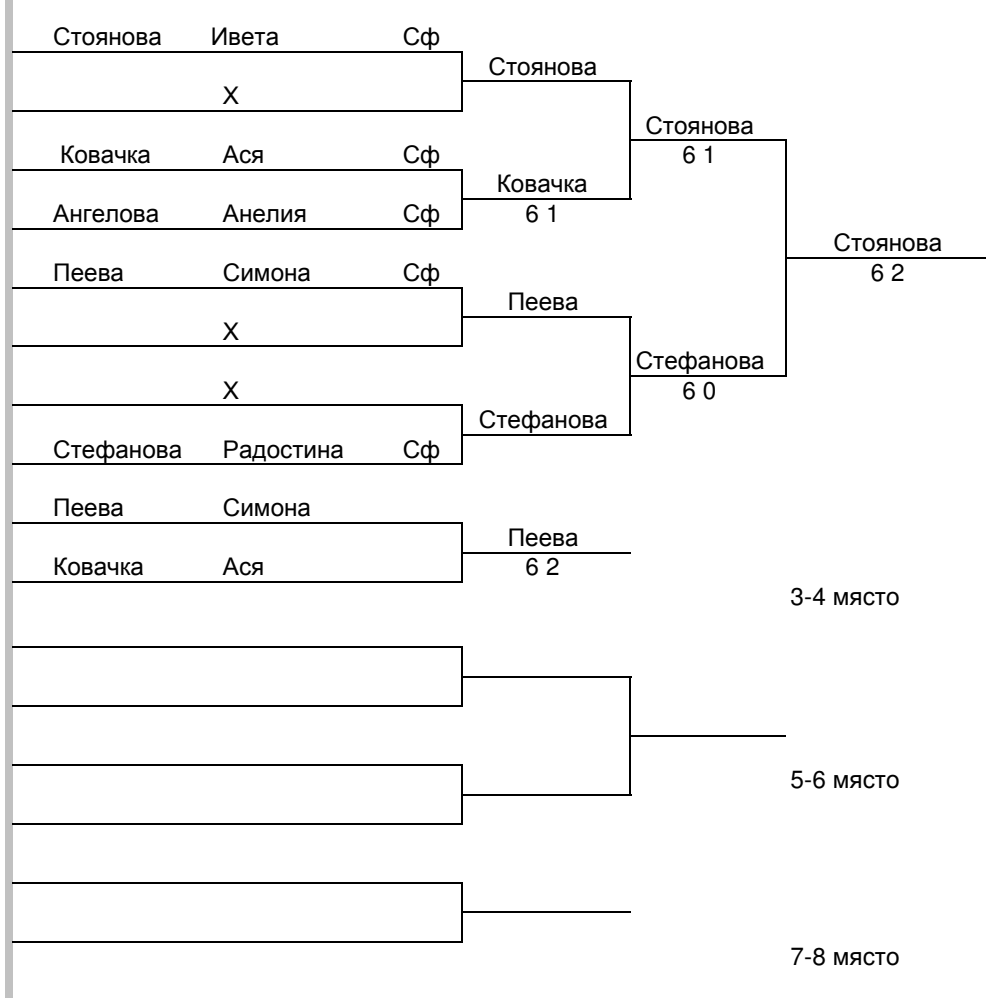 Стоянова Ивета Сф
Стоянова
X
Стоянова
6 1
Ковачка Ася Сф
Ковачка
6 1
Ангелова Анелия Сф
Стоянова
6 2
Пеева Симона Сф
Пеева
X
Стефанова
6 0
X
Стефанова
Стефанова Радостина Сф
Пеева Симона
Пеева
6 2
Ковачка Ася
3-4 място
5-6 място
7-8 място